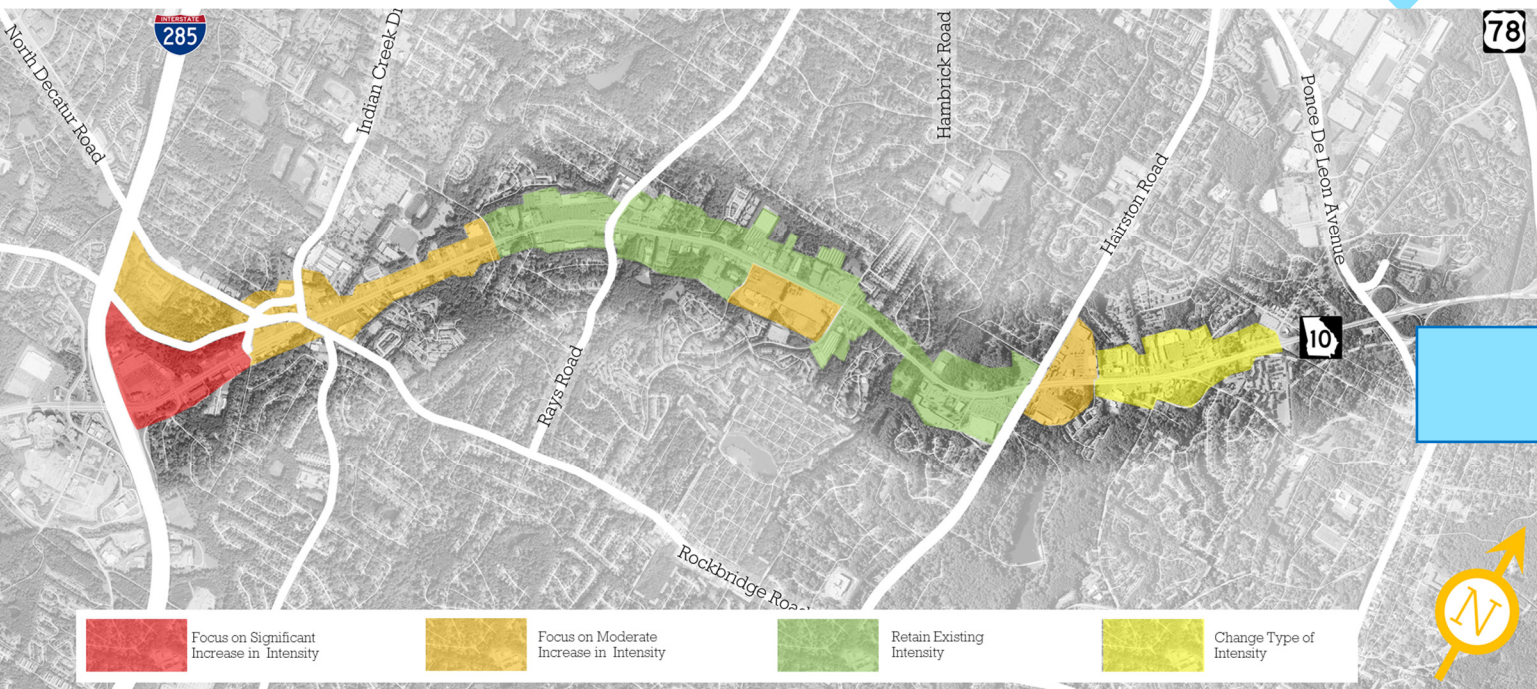 INTERSTATE
285
78
North Decatur Road
Indian Creek D
Hambrick Road
Ponce De Leon Avenue
Hairston Road
10
Rays Road
Rockbridge Road
Focus on Significant
Increase in Intensity
Focus on Moderate
Increase in Intensity
Retain Existing
Intensity
Change Type of
Intensity
N